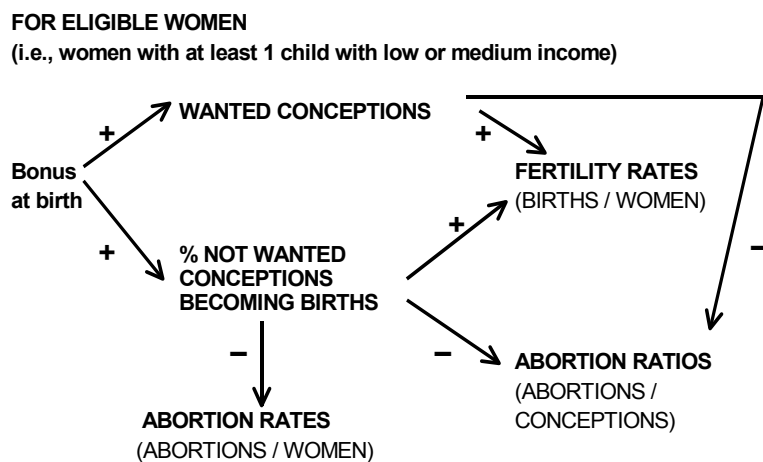 FOR ELIGIBLE WOMEN
(i.e., women with at least 1 child with low or medium income)
WANTED CONCEPTIONS
+
+
Bonus
at birth
FERTILITY RATES
(BIRTHS / WOMEN)
+
+
% NOT WANTED
CONCEPTIONS
BECOMING BIRTHS
–
–
–
ABORTION RATIOS
(ABORTIONS /
CONCEPTIONS)
ABORTION RATES
(ABORTIONS / WOMEN)